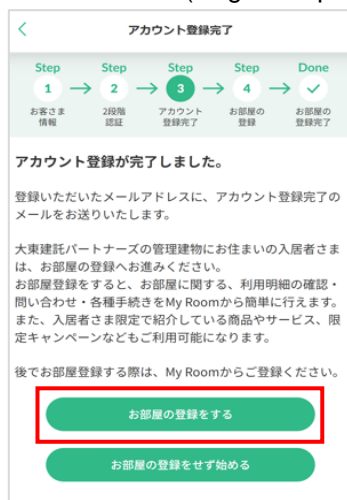 アカウント登録完了
Step Step Step Step Done
1 2 3 4
お客さま 2段階 アカウント お部屋の お部屋の
情報 認証 登録完了 登録 登録完了
アカウント登録が完了しました。
登録いただいたメールアドレスに、アカウント登録完了の
メールをお送りいたします。
大東建託パートナーズの管理建物にお住まいの入居者さま
は、お部屋の登録へお進みください。
お部屋登録をすると、お部屋に関する、利用明細の確認・
問い合わせ・各種手続きをMy Roomから簡単に行えます。
また、入居者さま限定で紹介している商品やサービス、限
定キャンペーンなどもご利用可能になります。
後でお部屋登録する際は、My Roomからご登録ください。
お部屋の登録をする
お部屋の登録をせず始める